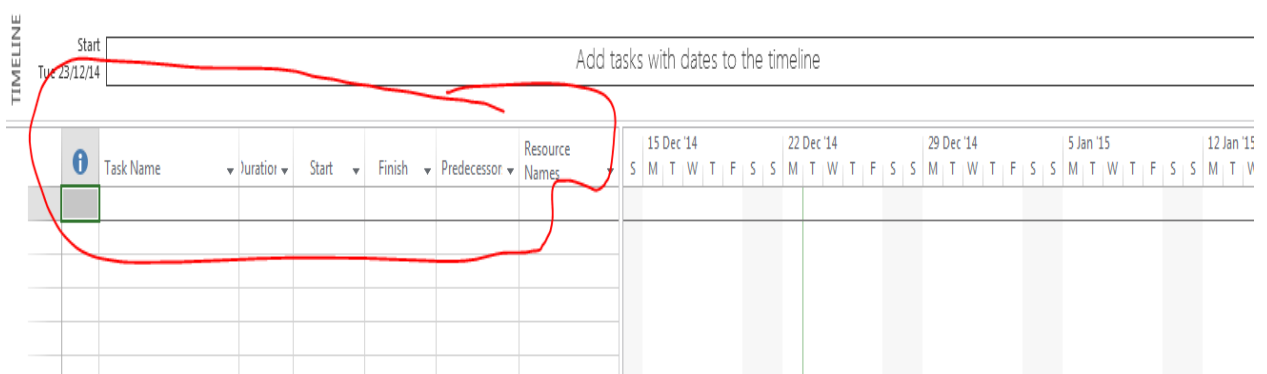 TIMELINE
Start
Tue 23/12/14
Add tasks with dates to the timeline
Task Name
Duration
Start
Finish
Predecessor
Resource
Names
15 Dec '14
22 Dec '14
29 Dec '14
5 Jan '15
12 Jan '15
S M T W T F S S M T W T F S S M T W T F S S M T W T F S S M T W